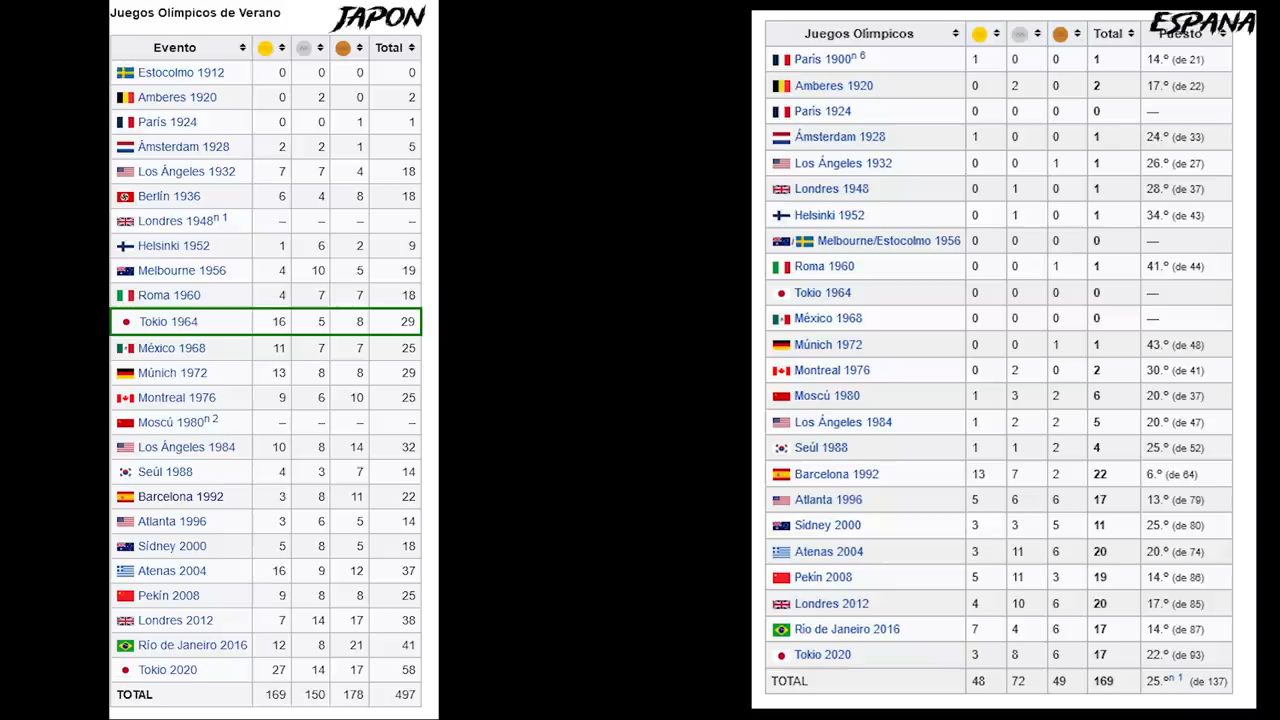 Juegos Olímpicos de Verano
JAPON
Evento Total
Estocolmo 1912 0 0 0 0
Amberes 1920 0 2 0 2
París 1924 0 0 1 1
Ámsterdam 1928 2 2 1 5
Los Ángeles 1932 7 7 4 18
Berlín 1936 6 4 8 18
Londres 1948n 1 – – – –
Helsinki 1952 1 6 2 9
Melbourne 1956 4 10 5 19
Roma 1960 4 7 7 18
Tokio 1964 16 5 8 29
México 1968 11 7 7 25
Múnich 1972 13 8 8 29
Montreal 1976 9 6 10 25
Moscú 1980n 2 – – – –
Los Ángeles 1984 10 8 14 32
Seúl 1988 4 3 7 14
Barcelona 1992 3 8 11 22
Atlanta 1996 3 6 5 14
Sídney 2000 5 8 5 18
Atenas 2004 16 9 12 37
Pekín 2008 9 8 8 25
Londres 2012 7 14 17 38
Río de Janeiro 2016 12 8 21 41
Tokio 2020 27 14 17 58
TOTAL 169 150 178 497
ESPANA
Juegos Olímpicos Total Puesto
París 1900n 6 1 0 0 1 14.º (de 21)
Amberes 1920 0 2 0 2 17.º (de 22)
París 1924 0 0 0 0 —
Ámsterdam 1928 1 0 0 1 24.º (de 33)
Los Ángeles 1932 0 0 1 1 26.º (de 27)
Londres 1948 0 1 0 1 28.º (de 37)
Helsinki 1952 0 1 0 1 34.º (de 43)
/ Melbourne/Estocolmo 1956 0 0 0 0 —
Roma 1960 0 0 1 1 41.º (de 44)
Tokio 1964 0 0 0 0 —
México 1968 0 0 0 0 —
Múnich 1972 0 0 1 1 43.º (de 48)
Montreal 1976 0 2 0 2 30.º (de 41)
Moscú 1980 1 3 2 6 20.º (de 37)
Los Ángeles 1984 1 2 2 5 20.º (de 47)
Seúl 1988 1 1 2 4 25.º (de 52)
Barcelona 1992 13 7 2 22 6.º (de 64)
Atlanta 1996 5 6 6 17 13.º (de 79)
Sídney 2000 3 3 5 11 25.º (de 80)
Atenas 2004 3 11 6 20 20.º (de 74)
Pekín 2008 5 11 3 19 14.º (de 86)
Londres 2012 4 10 6 20 17.º (de 85)
Río de Janeiro 2016 7 4 6 17 14.º (de 87)
Tokio 2020 3 8 6 17 22.º (de 93)
TOTAL 48 72 49 169 25.ºn 1 (de 137)